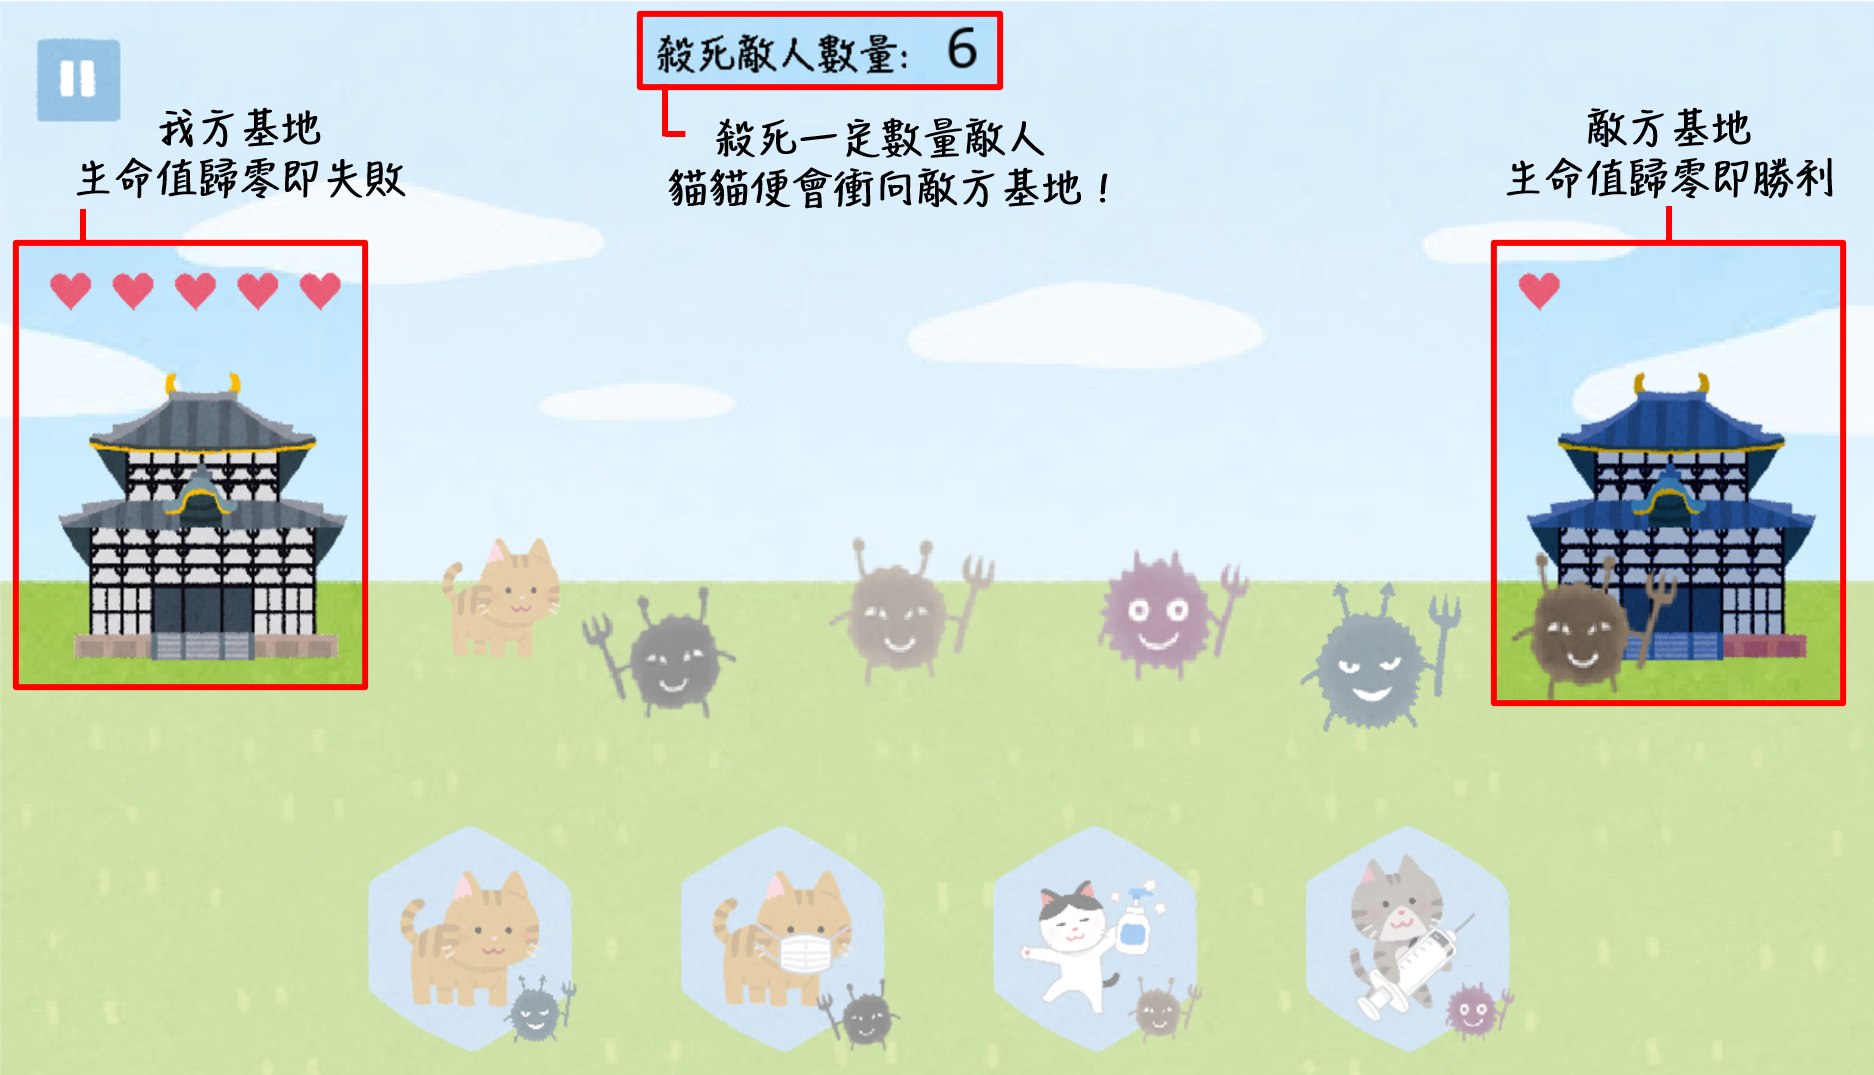 殺死敵人數量: 6
我方基地
生命值歸零即失敗
殺死一定數量敵人
貓貓便會衝向敵方基地！
敵方基地
生命值歸零即勝利